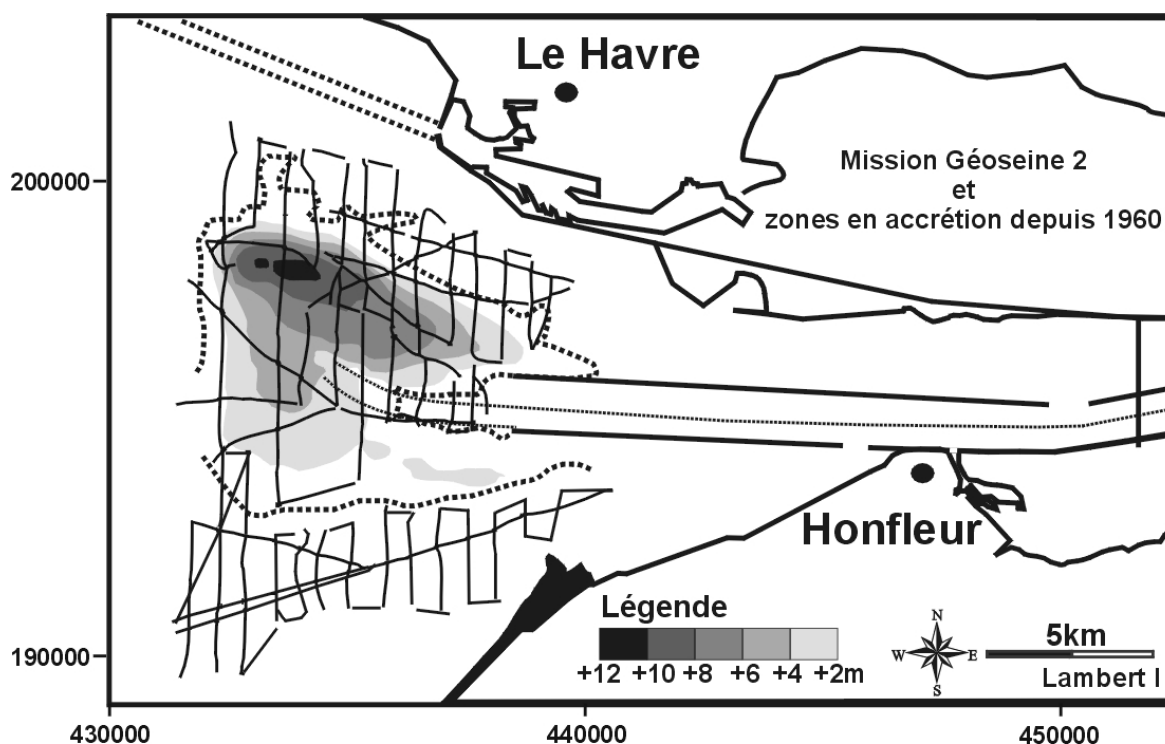 Le Havre
Mission Géoseine 2
et
zones en accrétion depuis 1960
200000
Honfleur
Légende
+12 +10 +8 +6 +4 +2m
N
W E
S
5km
Lambert I
190000
430000 440000 450000